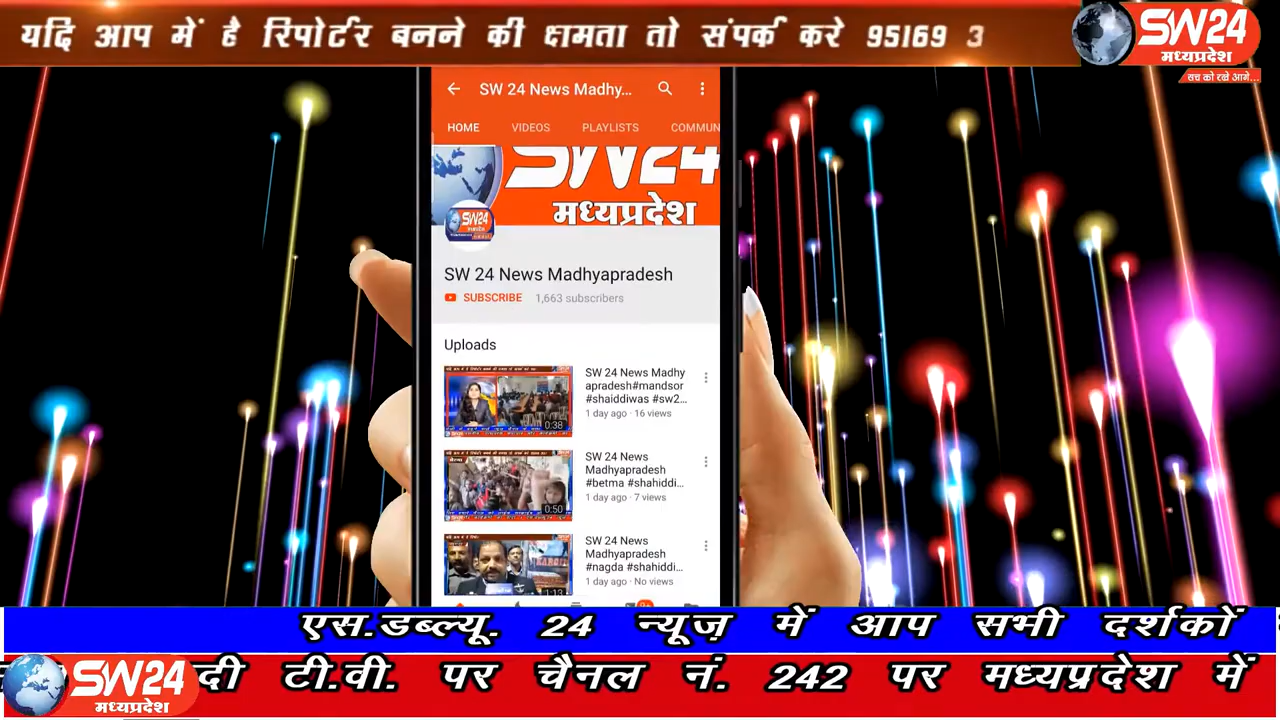 यदि आप में है रिपोर्टर बनने की क्षमता तो संपर्क करे 95169 3
SW24
मध्यप्रदेश
सच को रखे आगे...
SW 24 News Madhy...
HOME VIDEOS PLAYLISTS COMMUN
SW24
मध्यप्रदेश
SW24
SW 24 News Madhyapradesh
SUBSCRIBE 1,663 subscribers
Uploads
SW 24 News Madhy
apradesh#mandsor
#shaiddiwas #sw2...
1 day ago · 16 views
0:38
SW 24 News
Madhyapradesh
#betma #shahiddi...
1 day ago · 7 views
0:50
SW 24 News
Madhyapradesh
#nagda #shahiddi...
1 day ago · No views
1:13
एस.डब्ल्यू. 24 न्यूज़ में आप सभी दर्शकों
दी टी.वी. पर चैनल नं. 242 पर मध्यप्रदेश में
SW24
मध्यप्रदेश